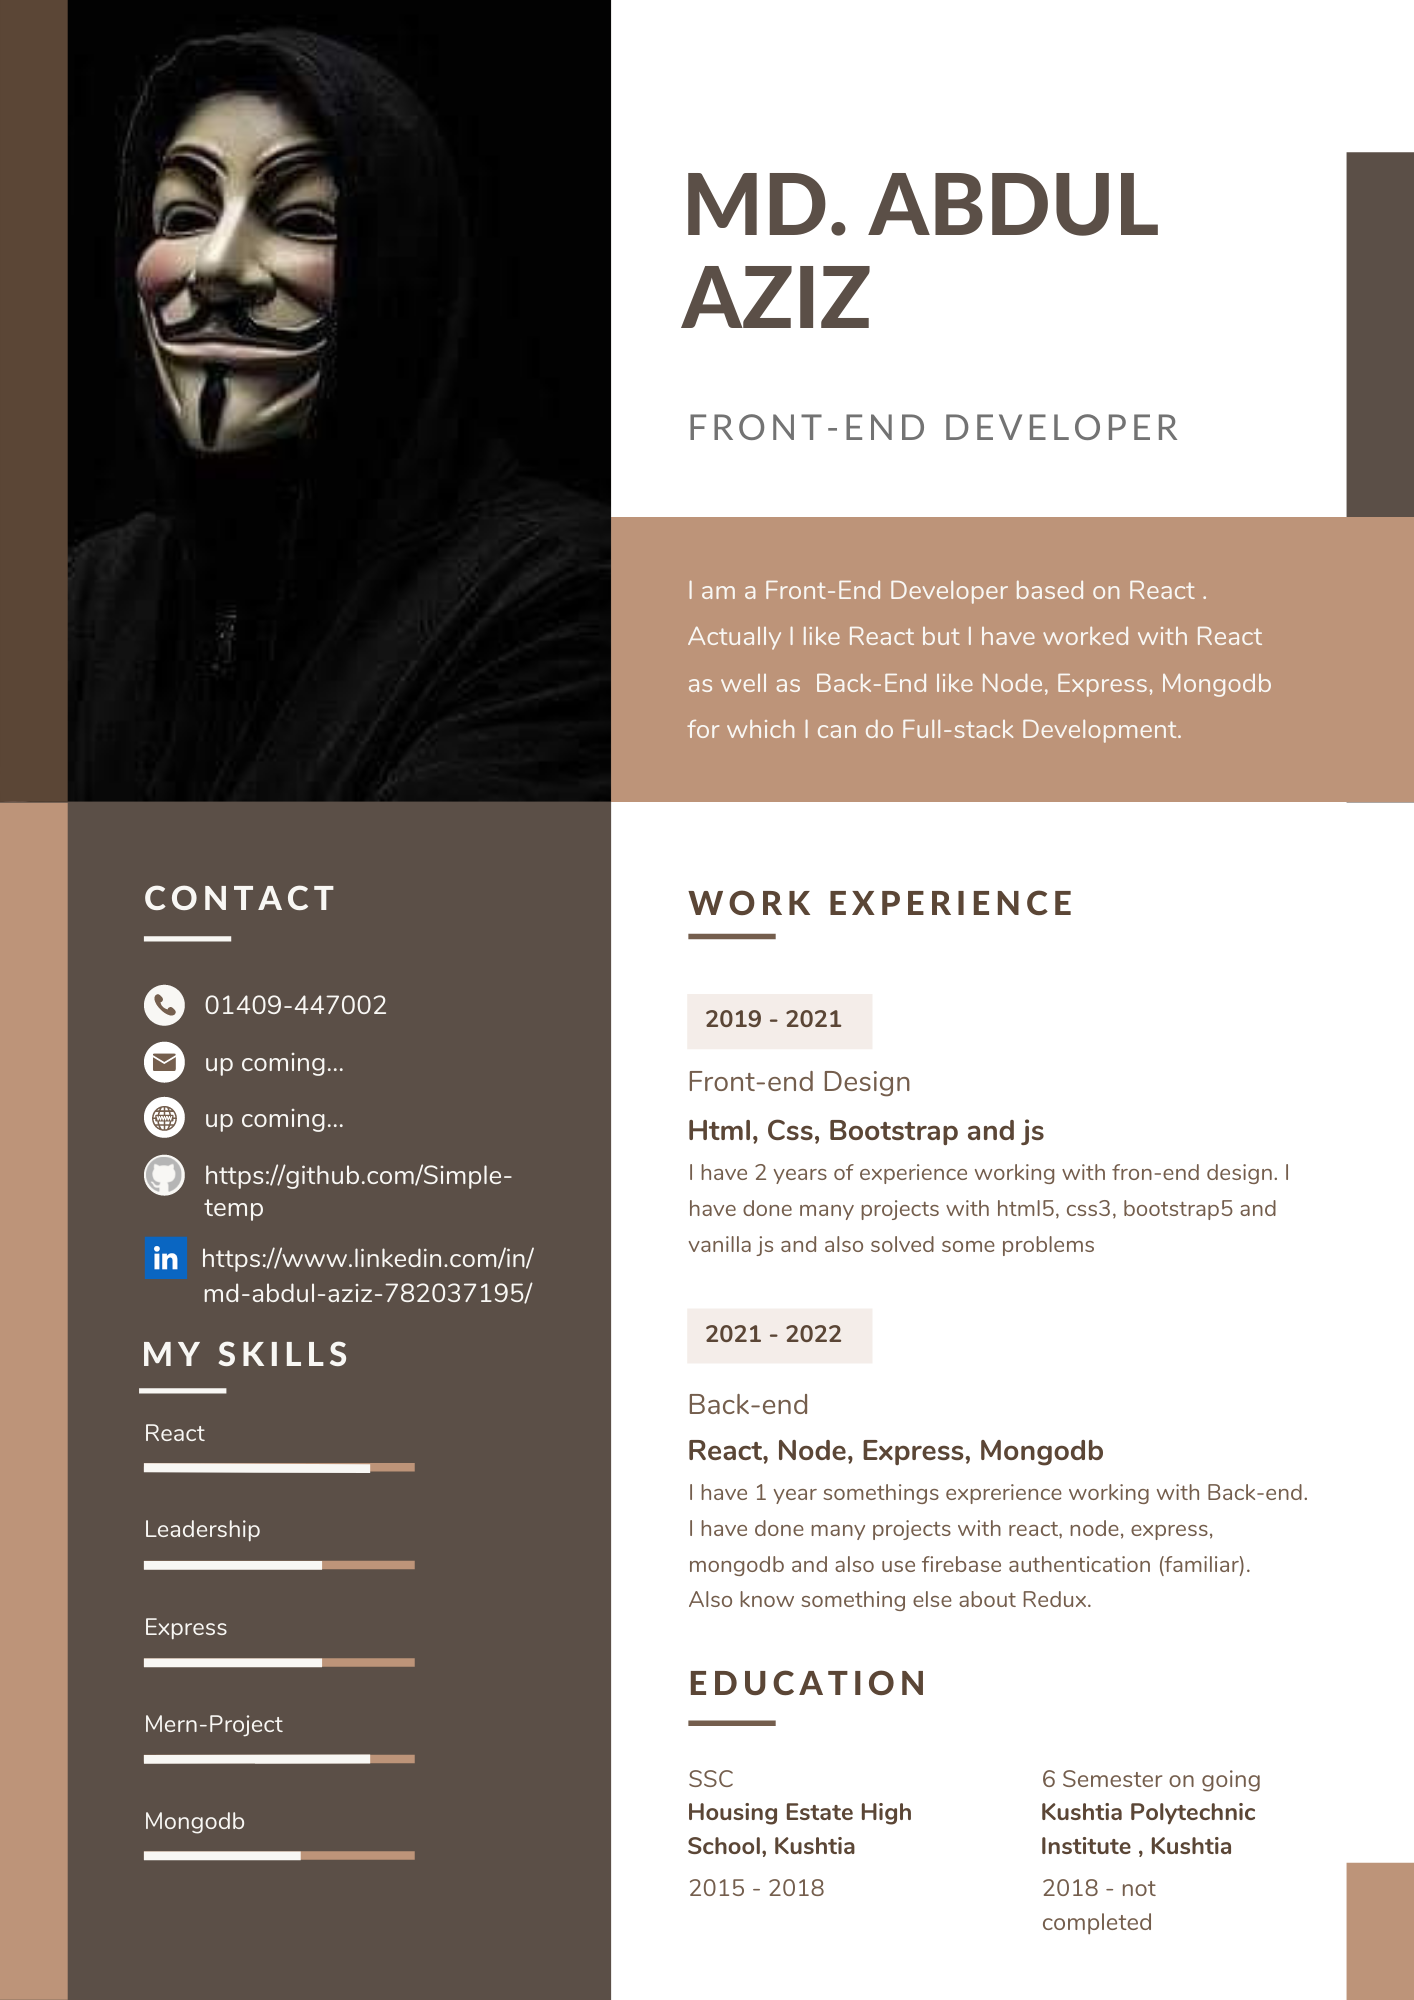 MD. ABDUL
AZIZ
FRONT-END DEVELOPER
I am a Front-End Developer based on React .
Actually I like React but I have worked with React
as well as  Back-End like Node, Express, Mongodb
for which I can do Full-stack Development.
CONTACT
01409-447002
up coming...
up coming...
https://github.com/Simple-
temp
in https://www.linkedin.com/in/
md-abdul-aziz-782037195/
MY SKILLS
React
Leadership
Express
Mern-Project
Mongodb
WORK EXPERIENCE
2019 - 2021
Front-end Design
Html, Css, Bootstrap and js
I have 2 years of experience working with fron-end design. I
have done many projects with html5, css3, bootstrap5 and
vanilla js and also solved some problems
2021 - 2022
Back-end
React, Node, Express, Mongodb
I have 1 year somethings exprerience working with Back-end.
I have done many projects with react, node, express,
mongodb and also use firebase authentication (familiar).
Also know something else about Redux.
EDUCATION
SSC
Housing Estate High
School, Kushtia
2015 - 2018
6 Semester on going
Kushtia Polytechnic
Institute , Kushtia
2018 - not
completed